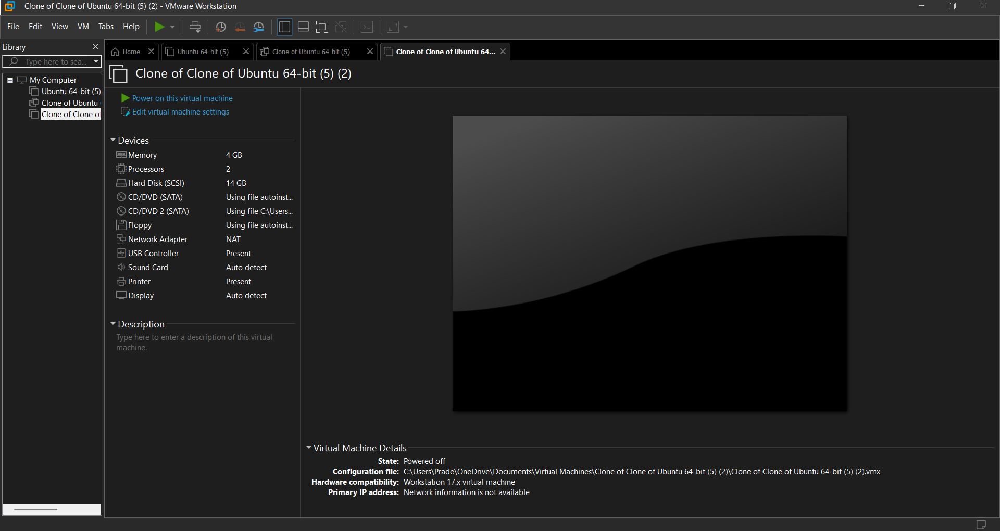 Clone of Clone of Ubuntu 64-bit (5) (2) - VMware Workstation
File Edit View VM Tabs Help
Library
Home
Ubuntu 64-bit (5)
Clone of Ubuntu 64-bit (5)
Clone of Clone of Ubuntu 64...
Type here to sea...
My Computer
Ubuntu 64-bit (5)
Clone of Ubuntu (
Clone of Clone of
Clone of Clone of Ubuntu 64-bit (5) (2)
Power on this virtual machine
Edit virtual machine settings
Devices
Memory 4 GB
Processors 2
Hard Disk (SCSI) 14 GB
CD/DVD (SATA) Using file autoinst...
CD/DVD 2 (SATA) Using file C:\Users...
Floppy Using file autoinst...
Network Adapter NAT
USB Controller Present
Sound Card Auto detect
Printer Present
Display Auto detect
Description
Type here to enter a description of this virtual
machine.
Virtual Machine Details
State: Powered off
Configuration file: C:\Users\Prade\OneDrive\Documents\Virtual Machines\Clone of Clone of Ubuntu 64-bit (5) (2)\Clone of Clone of Ubuntu 64-bit (5) (2).vmx
Hardware compatibility: Workstation 17.x virtual machine
Primary IP address: Network information is not available